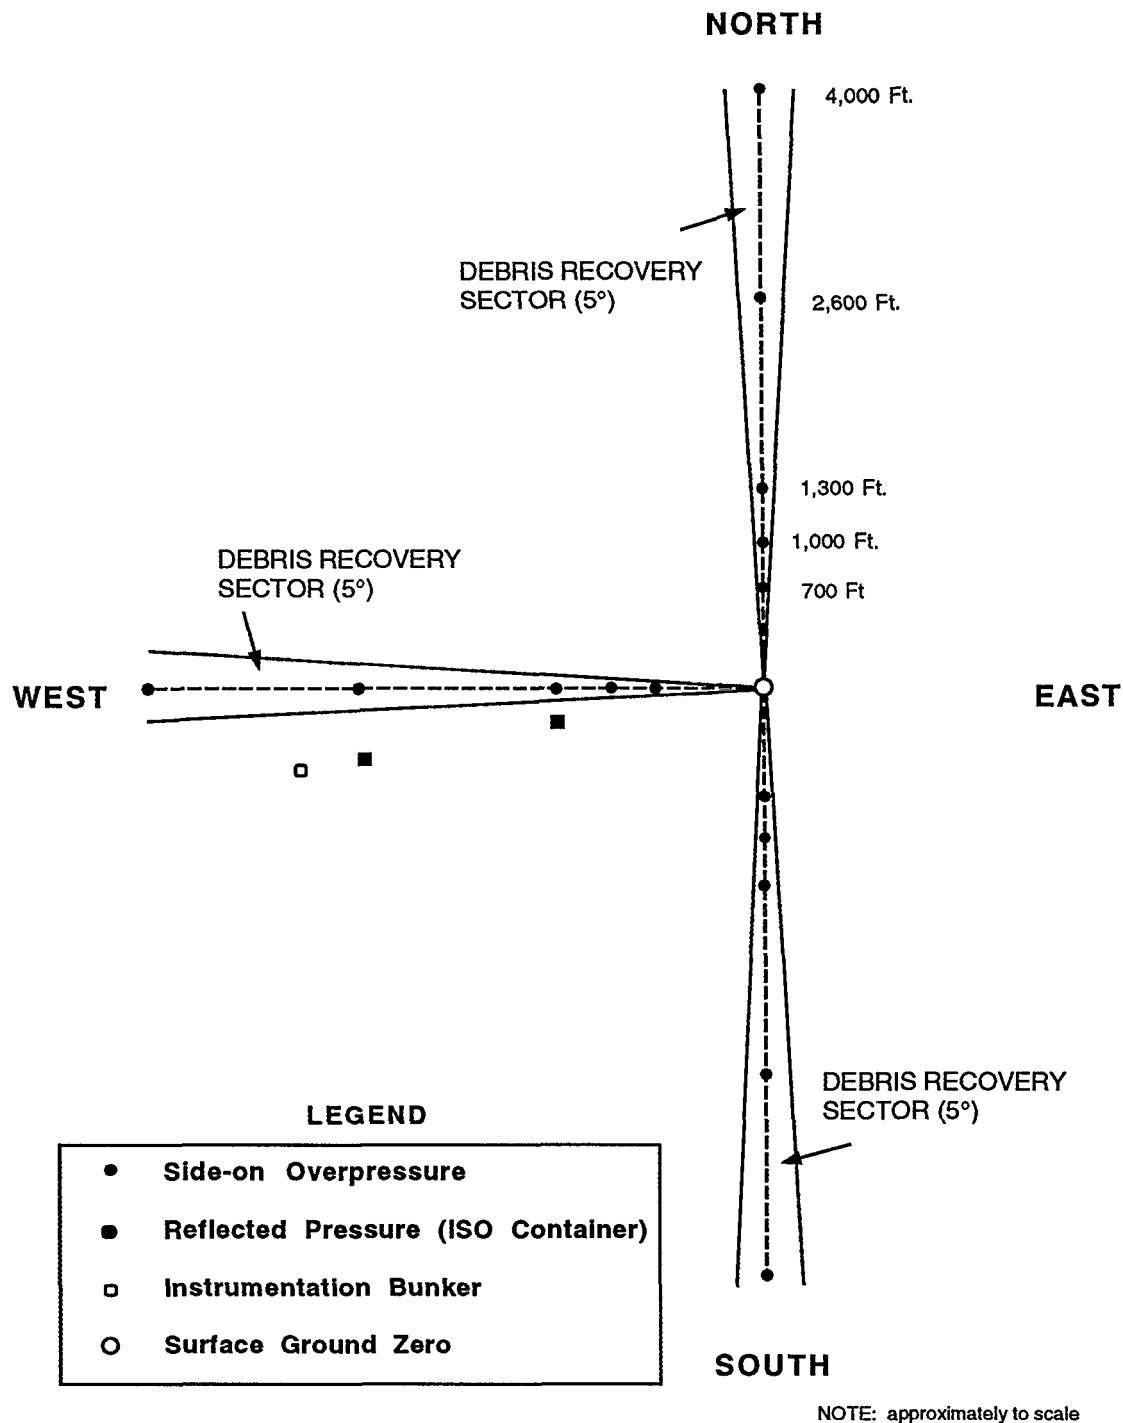 NORTH
4,000 Ft.
DEBRIS RECOVERY
SECTOR (5°)
2,600 Ft.
1,300 Ft.
1,000 Ft.
700 Ft
DEBRIS RECOVERY
SECTOR (5°)
WEST
EAST
DEBRIS RECOVERY
SECTOR (5°)
LEGEND
Side-on Overpressure
Reflected Pressure (ISO Container)
Instrumentation Bunker
Surface Ground Zero
SOUTH
NOTE: approximately to scale